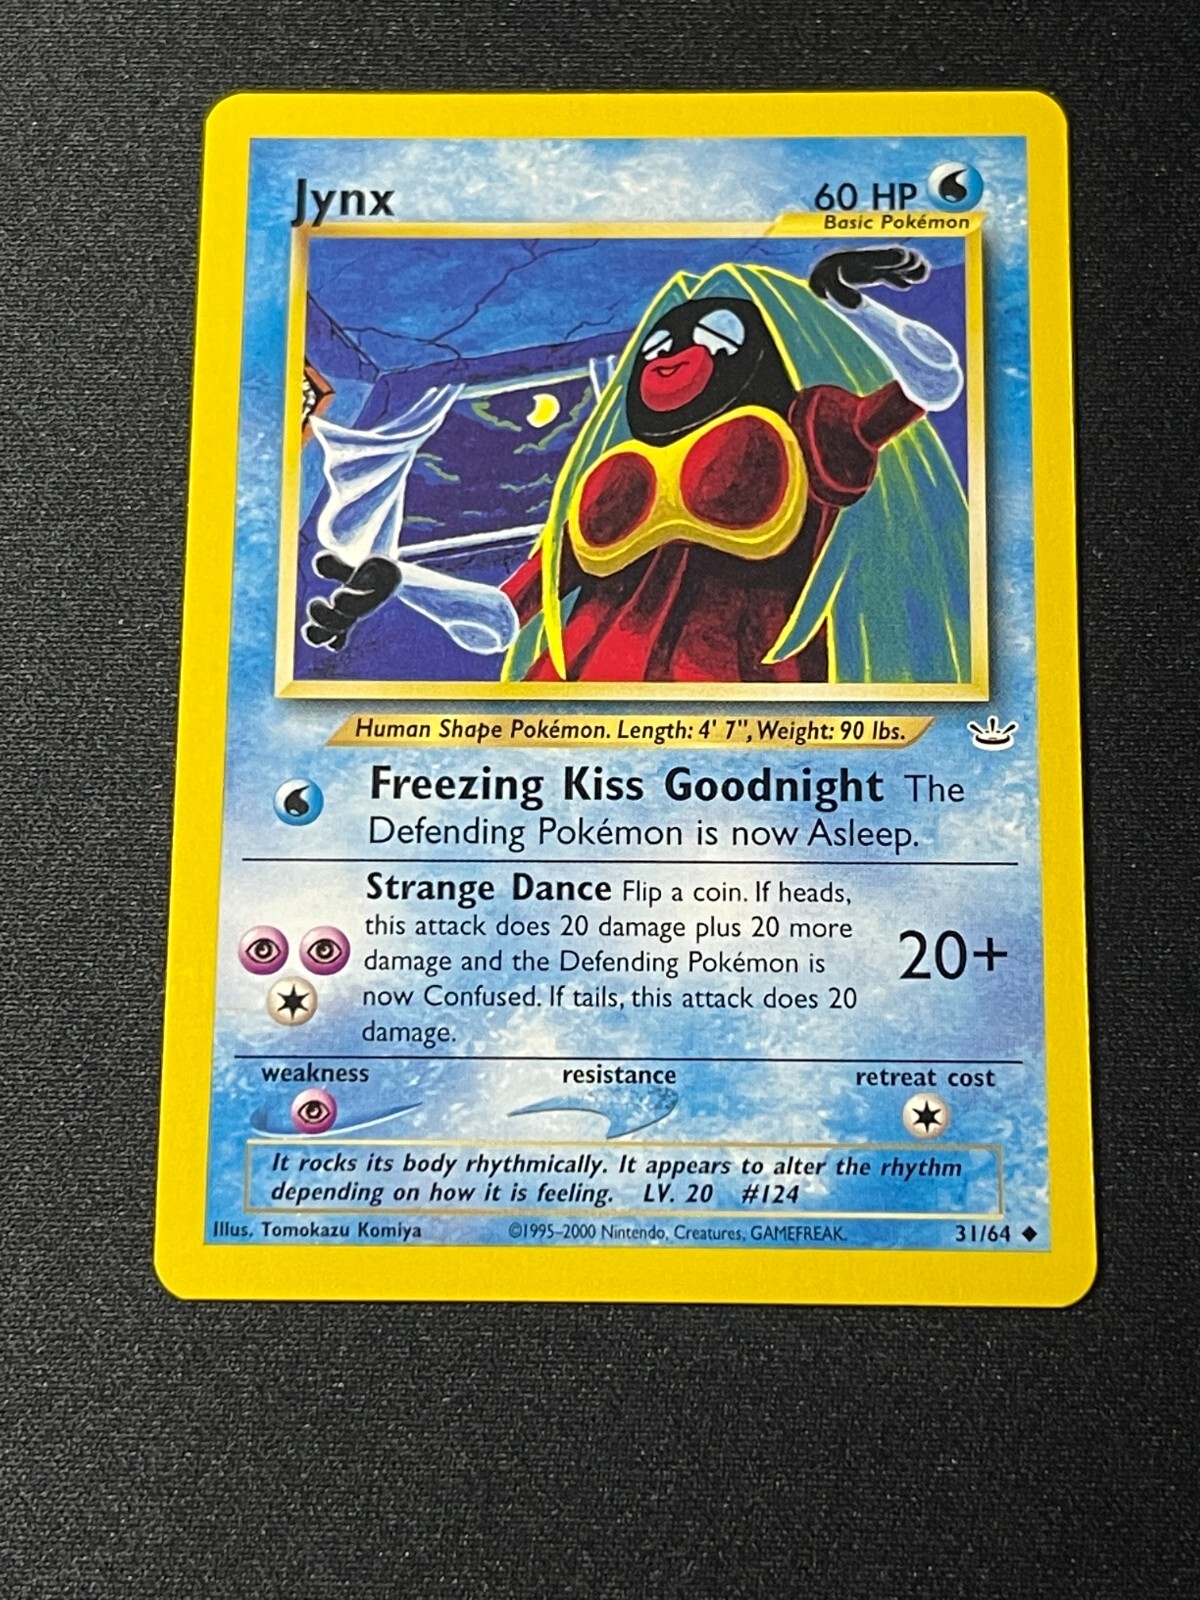 Jynx
60 HP
Basic Pokémon
Human Shape Pokémon. Length: 4' 7", Weight: 90 lbs.
Freezing Kiss Goodnight The
Defending Pokémon is now Asleep.
Strange Dance Flip a coin. If heads,
this attack does 20 damage plus 20 more
damage and the Defending Pokémon is
now Confused. If tails, this attack does 20
damage.
20+
weakness
resistance
retreat cost
It rocks its body rhythmically. It appears to alter the rhythm
depending on how it is feeling. LV. 20 #124
Illus. Tomokazu Komiya
©1995–2000 Nintendo, Creatures, GAMEFREAK.
31/64